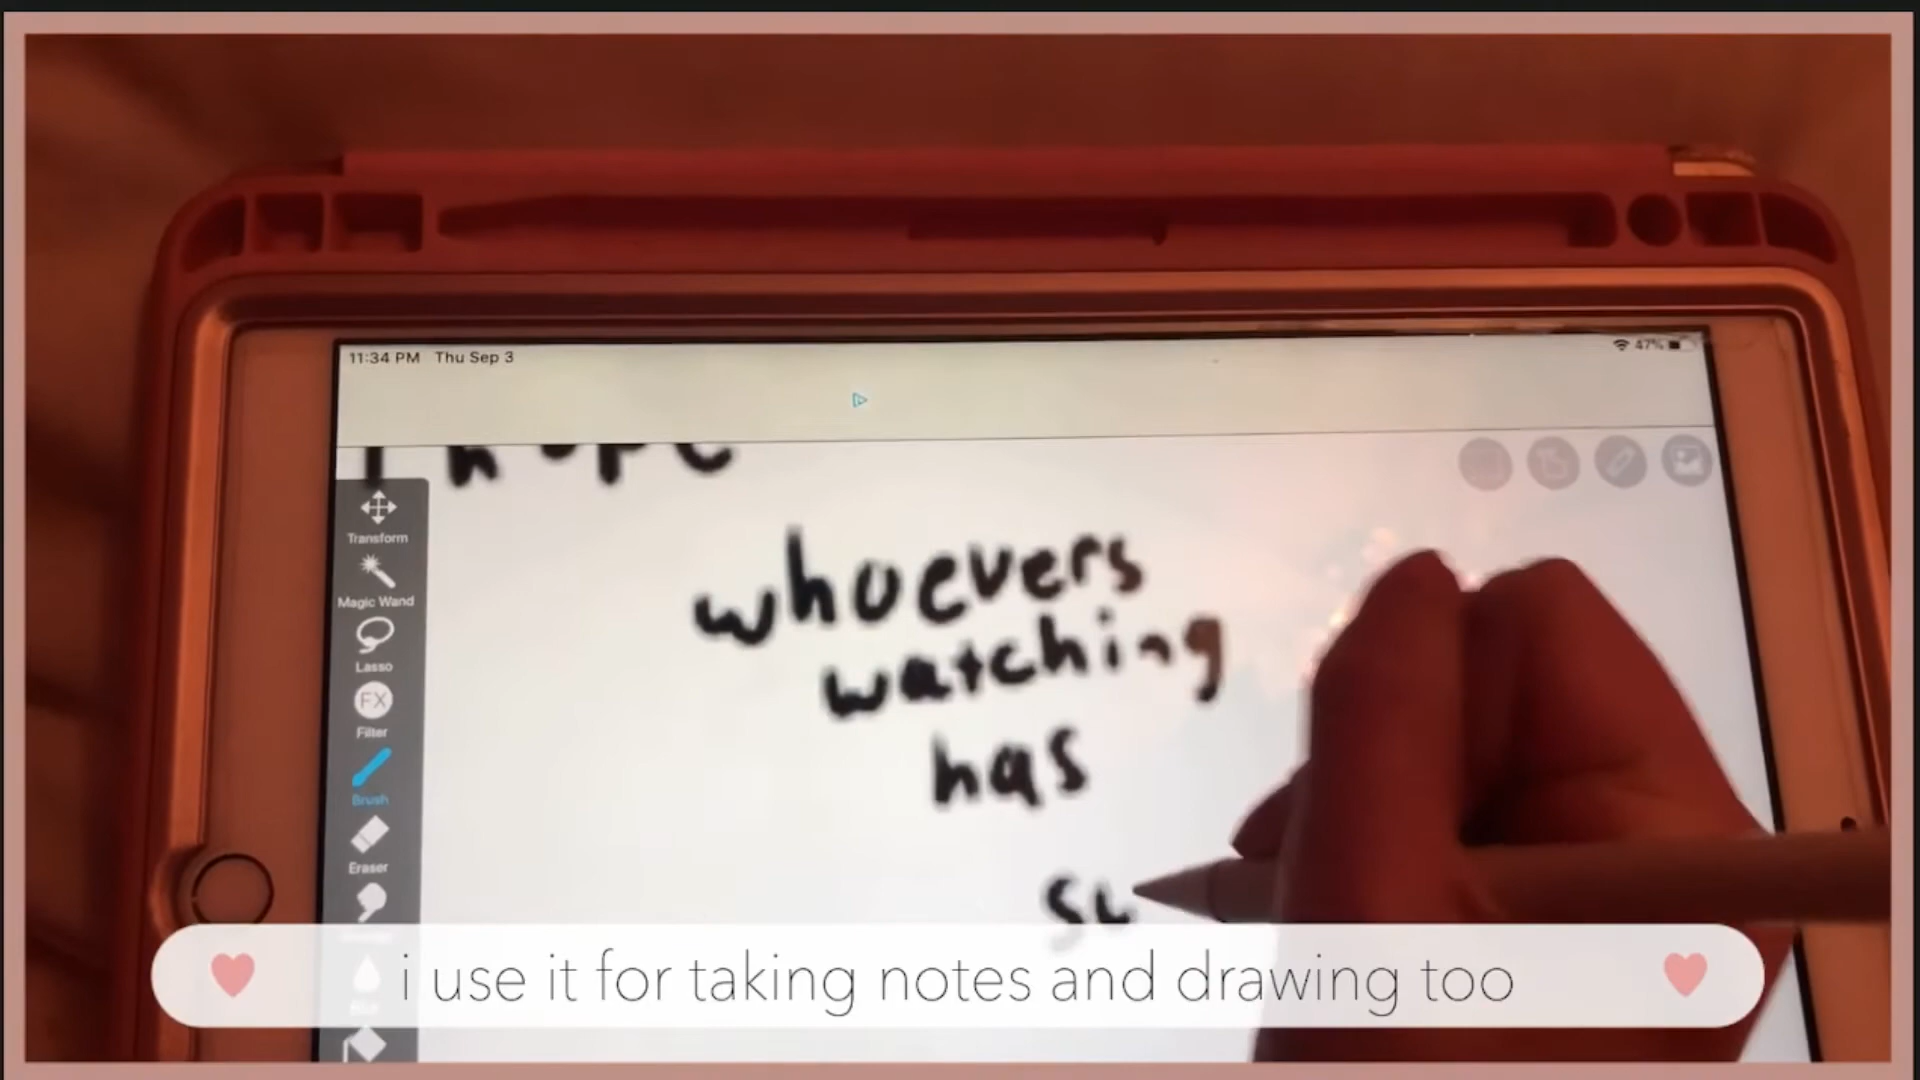 11:34 PM Thu Sep 3
47%
I hope
whoevers
watching
has
Transform
Magic Wand
Lasso
FX
Filter
Brush
Eraser
i use it for taking notes and drawing too